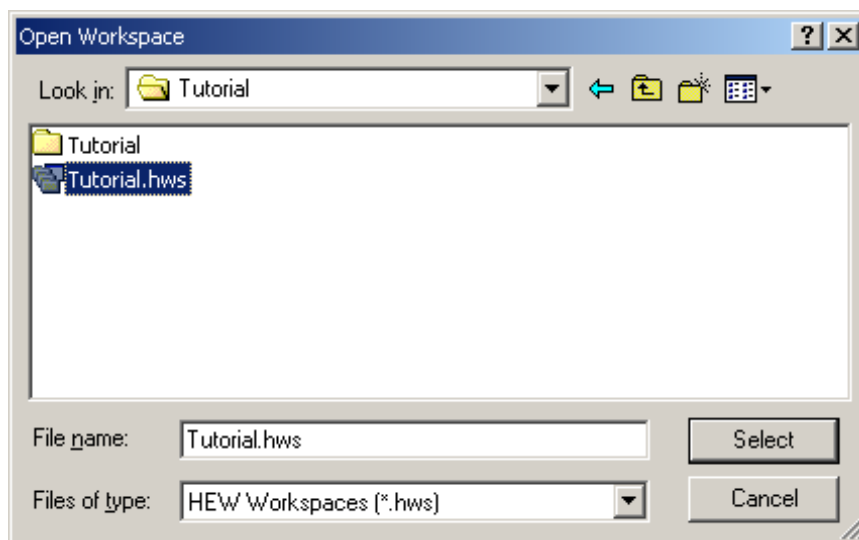 Open Workspace
Look in: Tutorial
Tutorial
Tutorial.hws
File name: Tutorial.hws Select
Files of type: HEW Workspaces (*.hws) Cancel